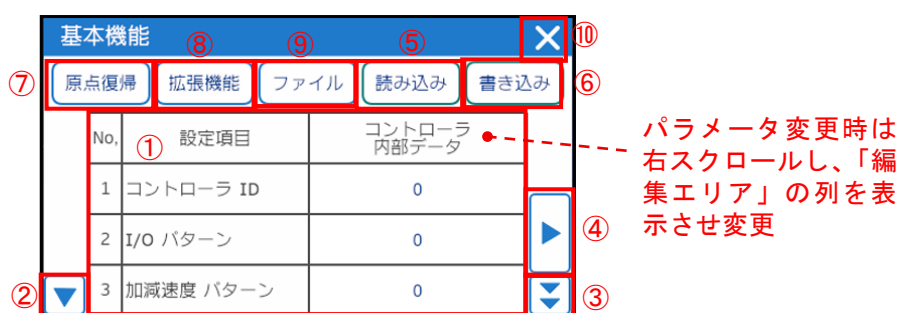 基本機能
⑧
⑨
⑤
⑩
⑦
原点復帰
拡張機能
ファイル
読み込み
書き込み
⑥
No.
①
設定項目
コントローラ
内部データ
パラメータ変更時は
右スクロールし、「編
集エリア」の列を表
示させ変更
1
コントローラ ID
0
2
I/O パターン
0
④
②
3
加減速度 パターン
0
③